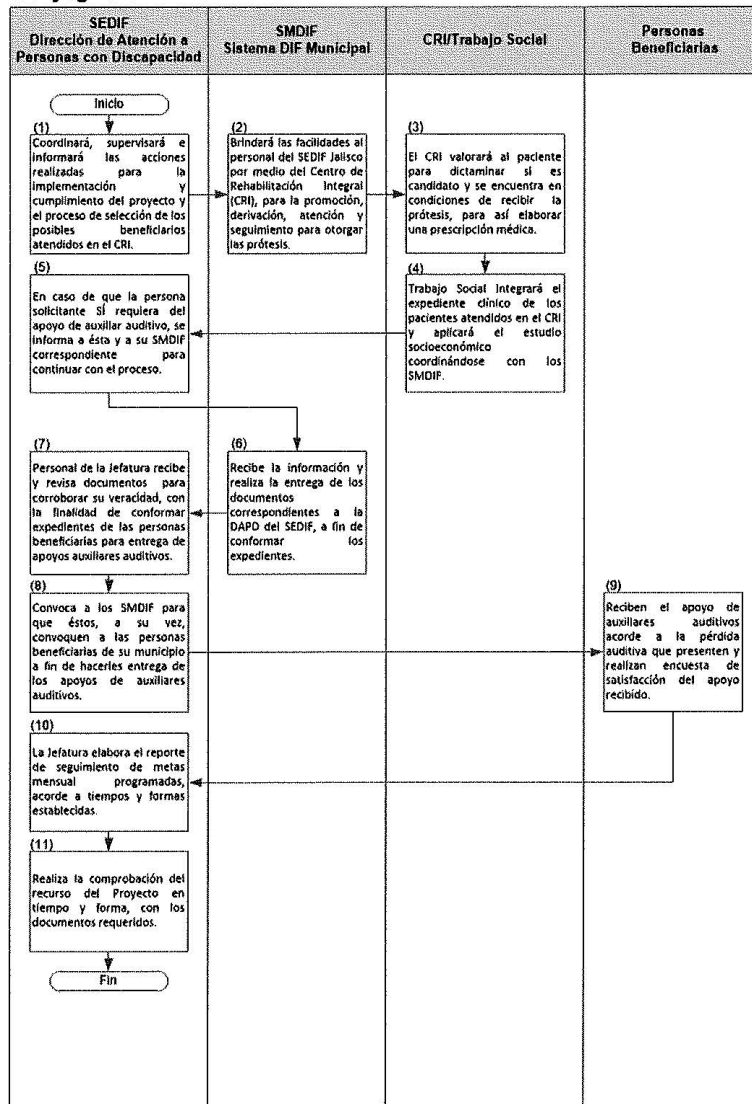 SEDIF
Dirección de Atención a
Personas con Discapacidad
SMDIF
Sistema DIF Municipal
CRI/Trabajo Social
Personas
Beneficiarias
Inicio
(1)
Coordinará, supervisará e
informará las acciones
realizadas para la
implementación y
cumplimiento del proyecto y
el proceso de selección de los
posibles beneficiarios
atendidos en el CRI.
(2)
Brindará las facilidades al
personal del SEDIF Jalisco
por medio del Centro de
Rehabilitación Integral
(CRI), para la promoción,
derivación, atención y
seguimiento para otorgar
las prótesis.
(3)
El CRI valorará al paciente
para dictaminar si es
candidato y se encuentra en
condiciones de recibir la
prótesis, para así elaborar
una prescripción médica.
(4)
Trabajo Social Integrará el
expediente clínico de los
pacientes atendidos en el CRI
y aplicará el estudio
socioeconómico
coordinándose con los
SMDIF.
(5)
En caso de que la persona
solicitante SÍ requiera del
apoyo de auxiliar auditivo, se
informa a ésta y a su SMDIF
correspondiente para
continuar con el proceso.
(6)
Recibe la información y
realiza la entrega de los
documentos
correspondientes a la
DAPD del SEDIF, a fin de
conformar los
expedientes.
(7)
Personal de la Jefatura recibe
y revisa documentos para
corroborar su veracidad, con
la finalidad de conformar
expedientes de las personas
beneficiarias para entrega de
apoyos auxiliares auditivos.
(8)
Convoca a los SMDIF para
que éstos, a su vez,
convoquen a las personas
beneficiarias de su municipio
a fin de hacerles entrega de
los apoyos de auxiliares
auditivos.
(9)
Reciben el apoyo de
auxiliares auditivos
acorde a la pérdida
auditiva que presenten y
realizan encuesta de
satisfacción del apoyo
recibido.
(10)
La Jefatura elabora el reporte
de seguimiento de metas
mensual programadas,
acorde a tiempos y formas
establecidas.
(11)
Realiza la comprobación del
recurso del Proyecto en
tiempo y forma, con los
documentos requeridos.
Fin